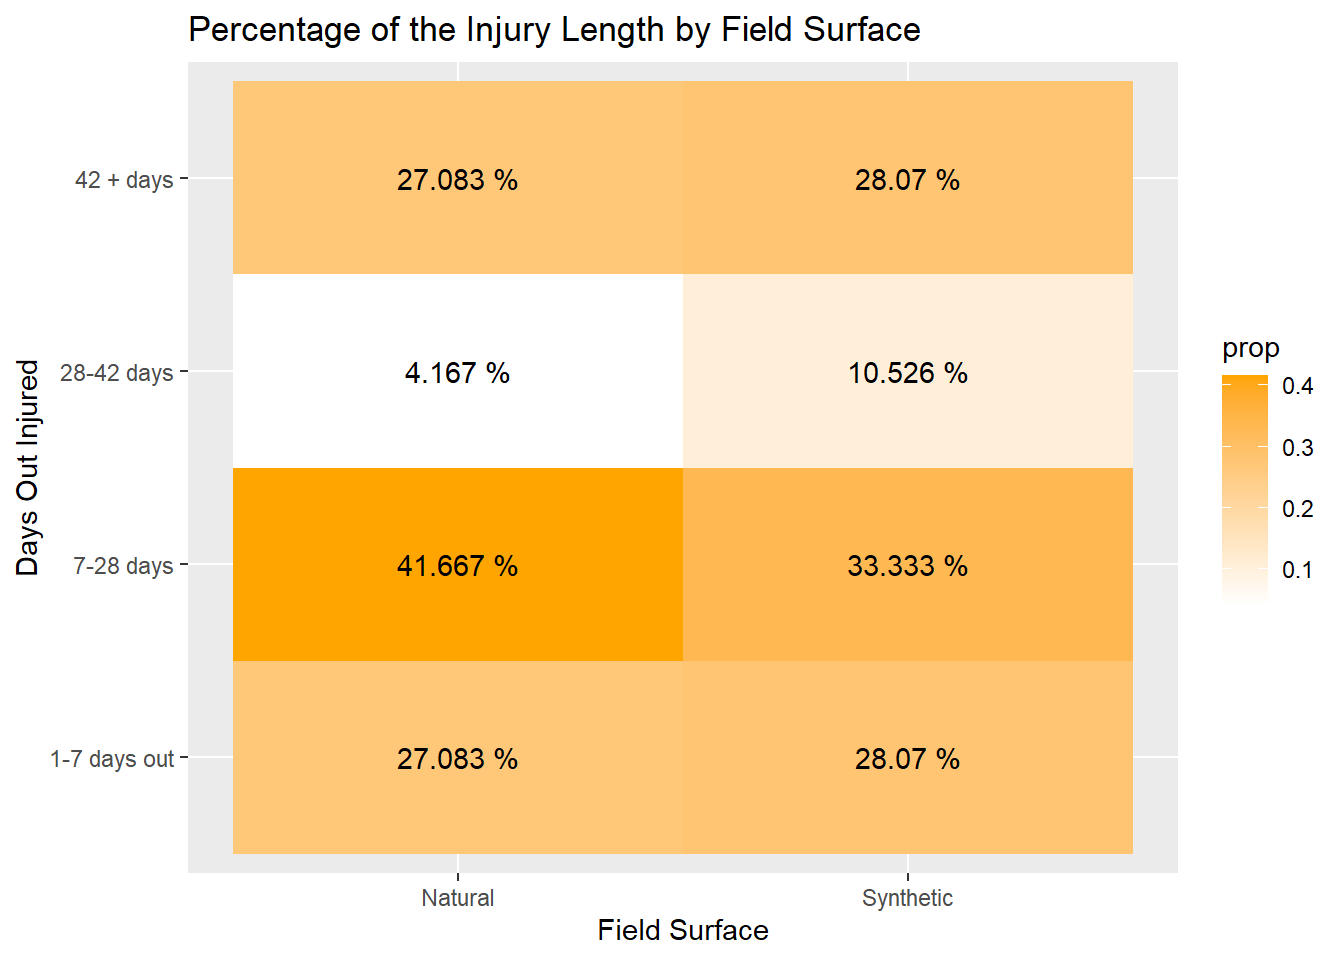 Percentage of the Injury Length by Field Surface
Days Out Injured
42 + days
27.083 %
28.07 %
28-42 days
4.167 %
10.526 %
7-28 days
41.667 %
33.333 %
1-7 days out
27.083 %
28.07 %
Natural
Synthetic
Field Surface
prop
0.4
0.3
0.2
0.1